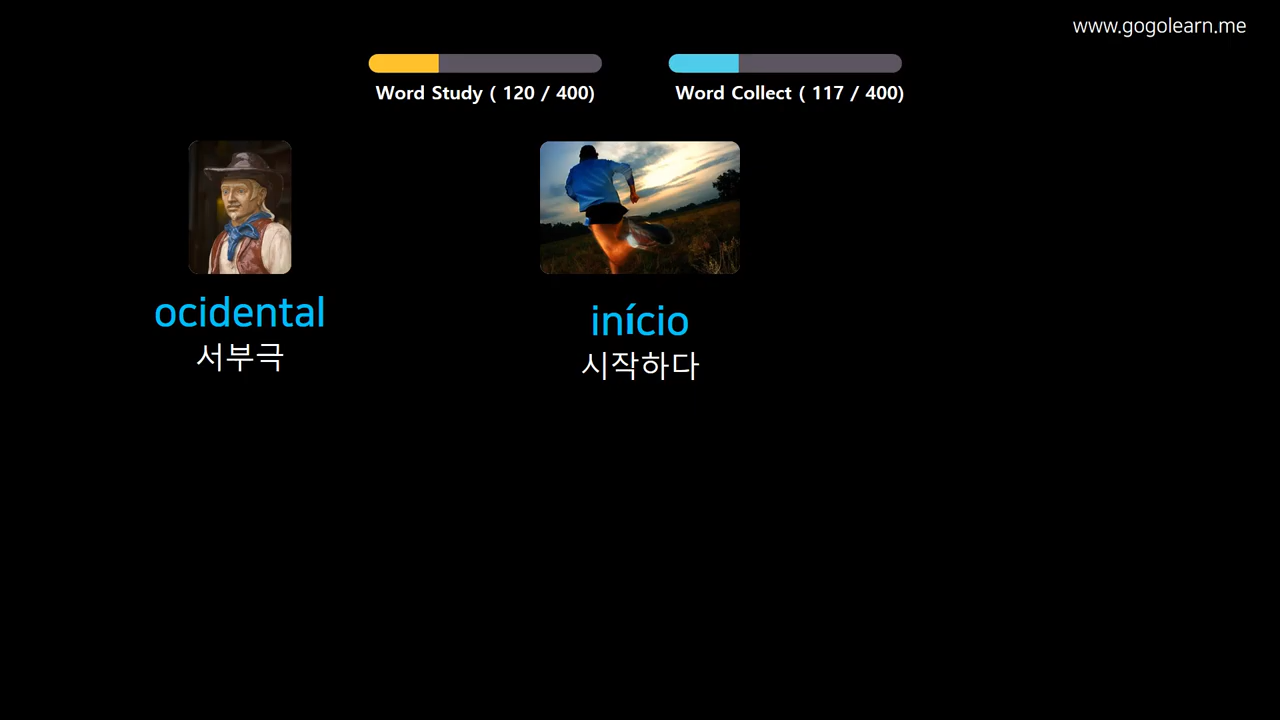 www.gogolearn.me
Word Study ( 120 / 400)
Word Collect ( 117 / 400)
ocidental
서부극
início
시작하다